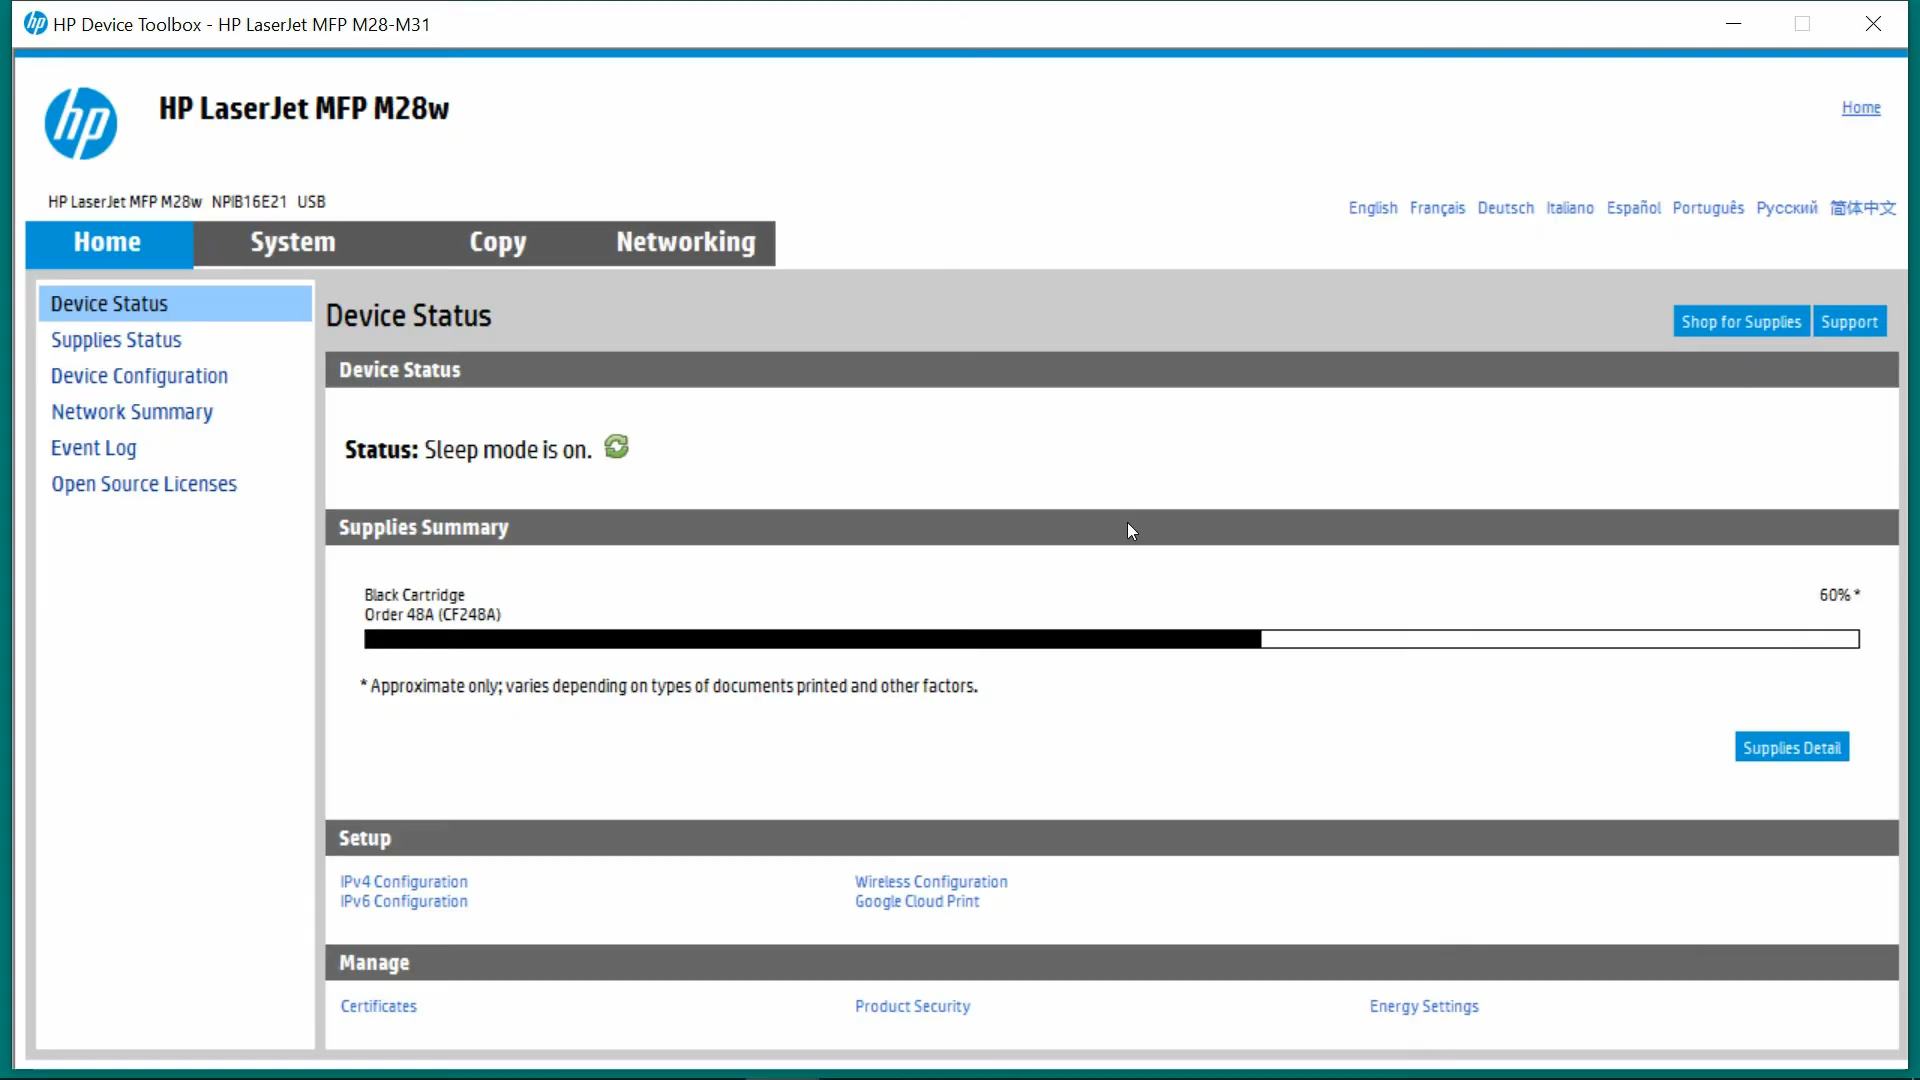 HP Device Toolbox - HP LaserJet MFP M28-M31
hp
HP LaserJet MFP M28w
Home
HP LaserJet MFP M28w NPIB16E21 USB
English Français Deutsch Italiano Español Português Русский 简体中文
Home System Copy Networking
Device Status
Supplies Status
Device Configuration
Network Summary
Event Log
Open Source Licenses
Device Status
Shop for Supplies Support
Device Status
Status: Sleep mode is on.
Supplies Summary
Black Cartridge 60% *
Order 48A (CF248A)
* Approximate only; varies depending on types of documents printed and other factors.
Supplies Detail
Setup
IPv4 Configuration Wireless Configuration
IPv6 Configuration Google Cloud Print
Manage
Certificates Product Security Energy Settings